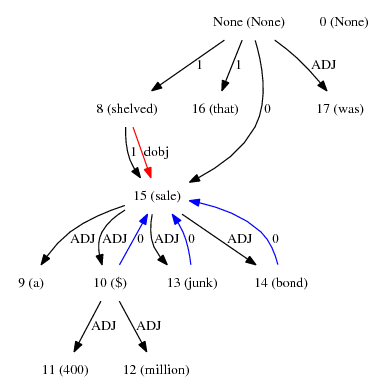 None (None) 0 (None)
1 1 ADJ
8 (shelved) 16 (that) 0 17 (was)
1 dobj
15 (sale)
ADJ ADJ 0 ADJ 0 ADJ 0
9 (a) 10 ($) 13 (junk) 14 (bond)
ADJ ADJ
11 (400) 12 (million)